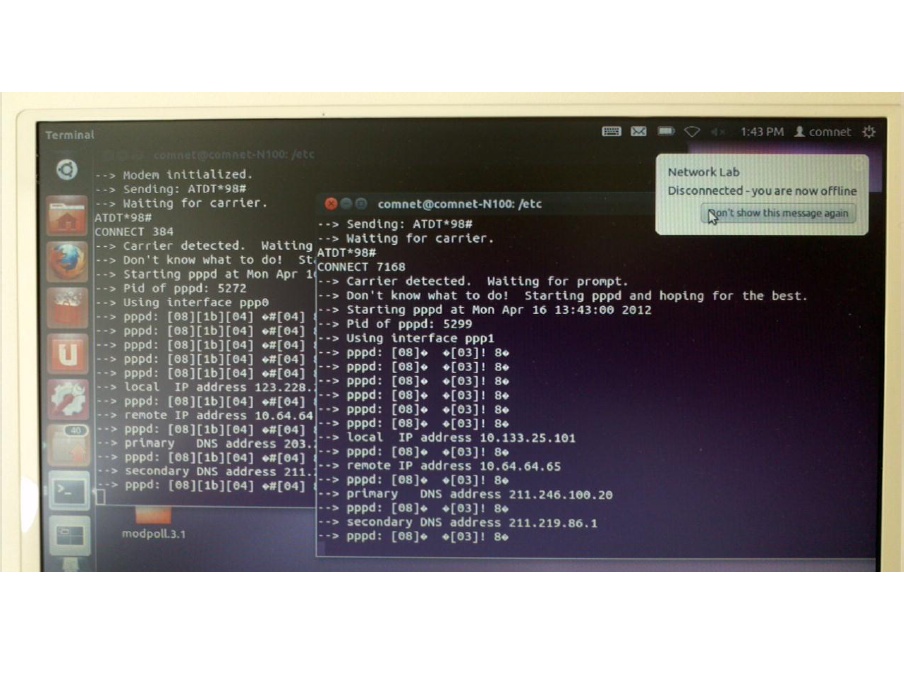 Terminal
1:43 PM comnet
comnet@comnet-N100: /etc
--> Modem initialized.
--> Sending: ATDT*98#
--> Waiting for carrier.
ATDT*98#
CONNECT 384
--> Carrier detected. Waiting
--> Don't know what to do! St
--> Starting pppd at Mon Apr 1
--> Pid of pppd: 5272
--> Using interface ppp0
--> pppd: [08][1b][04] �#[04]
--> pppd: [08][1b][04] �#[04]
--> pppd: [08][1b][04] �#[04]
--> pppd: [08][1b][04] �#[04]
--> pppd: [08][1b][04] �#[04]
--> local IP address 123.228.
--> pppd: [08][1b][04] �#[04]
--> remote IP address 10.64.64
--> pppd: [08][1b][04] �#[04]
--> primary DNS address 203.
--> pppd: [08][1b][04] �#[04]
--> secondary DNS address 211.
--> pppd: [08][1b][04] �#[04]
40
modpoll.3.1
comnet@comnet-N100: /etc
--> Sending: ATDT*98#
--> Waiting for carrier.
ATDT*98#
CONNECT 7168
--> Carrier detected. Waiting for prompt.
--> Don't know what to do! Starting pppd and hoping for the best.
--> Starting pppd at Mon Apr 16 13:43:00 2012
--> Pid of pppd: 5299
--> Using interface ppp1
--> pppd: [08]� �[03]! 8�
--> pppd: [08]� �[03]! 8�
--> pppd: [08]� �[03]! 8�
--> pppd: [08]� �[03]! 8�
--> pppd: [08]� �[03]! 8�
--> pppd: [08]� �[03]! 8�
--> local IP address 10.133.25.101
--> pppd: [08]� �[03]! 8�
--> remote IP address 10.64.64.65
--> pppd: [08]� �[03]! 8�
--> primary DNS address 211.246.100.20
--> pppd: [08]� �[03]! 8�
--> secondary DNS address 211.219.86.1
--> pppd: [08]� �[03]! 8�
Network Lab
Disconnected - you are now offline
Don't show this message again